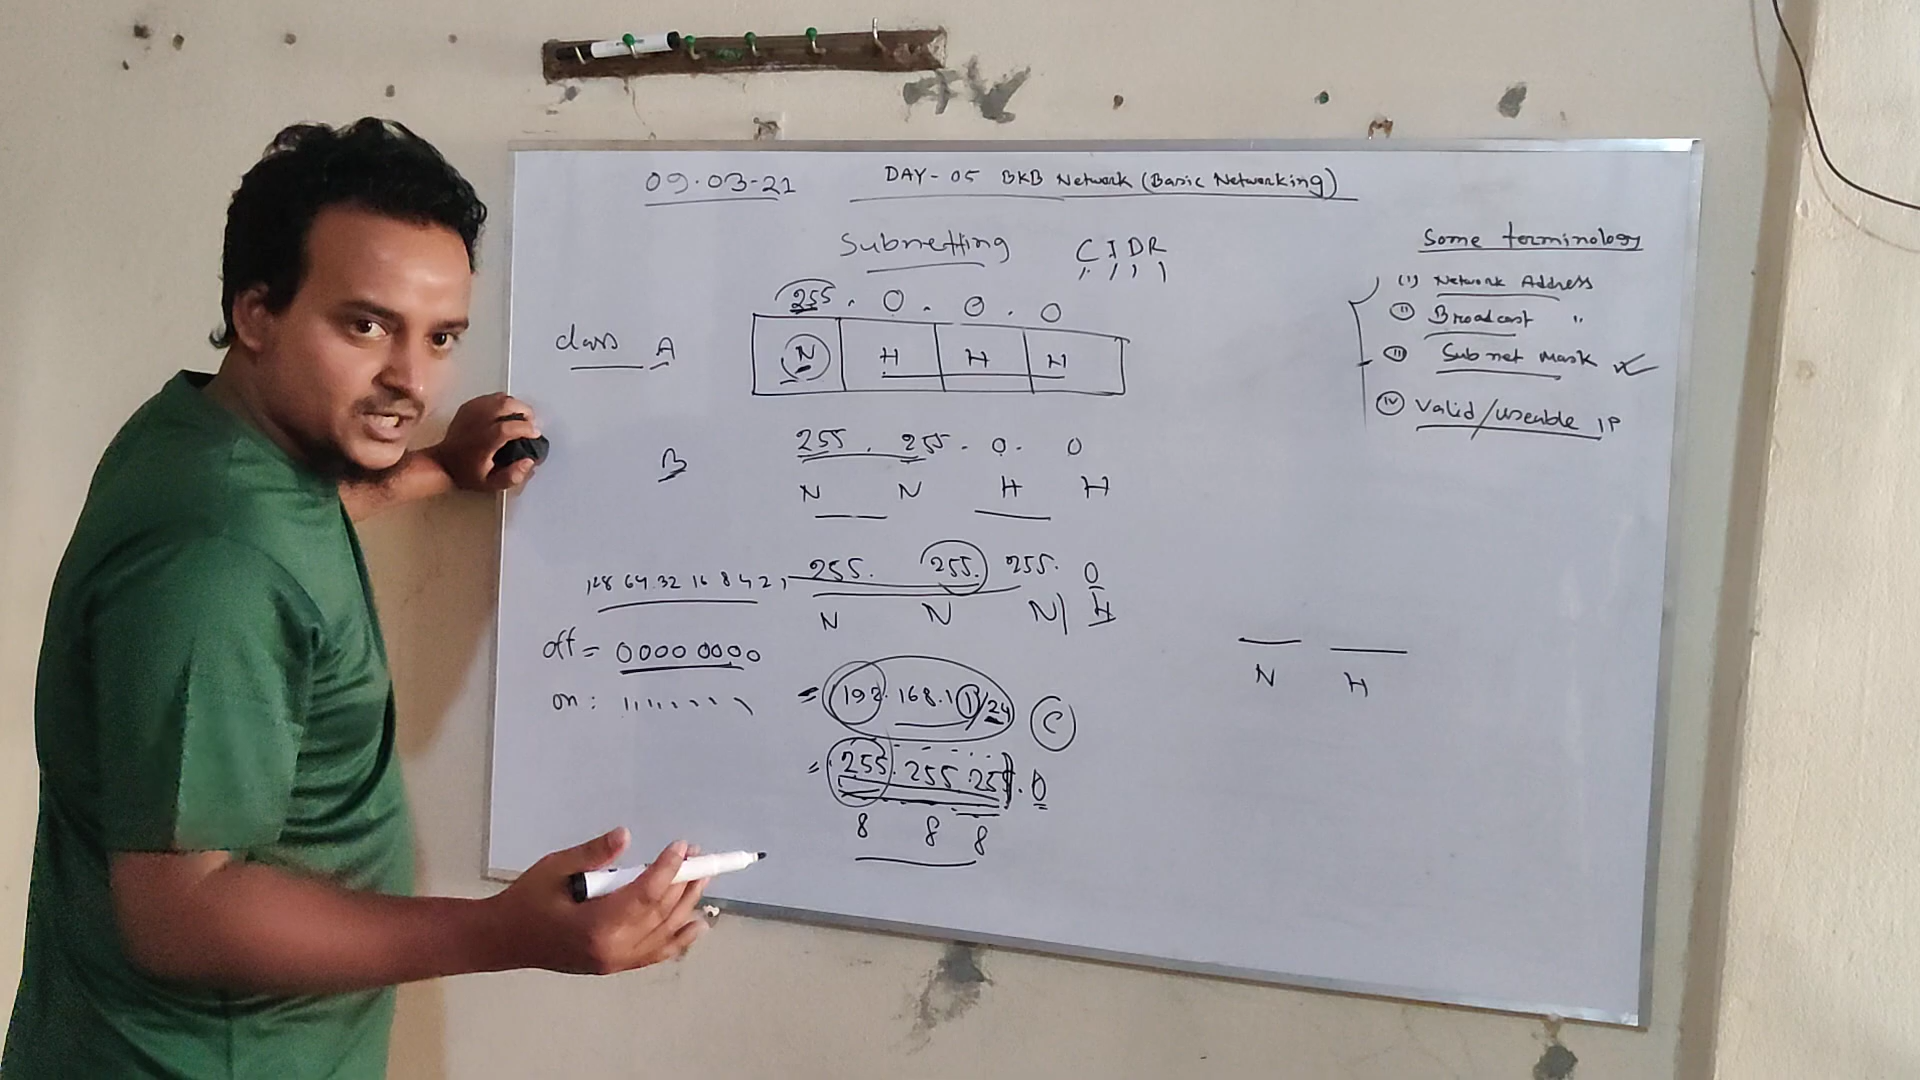 09.03-21
DAY-05 BKB Network (Basic Networking)
Subnetting CIDR
255.0.0.0
class A
N H H H
B
255.255.0.0
N N H H
128 64 32 16 8 4 2 1
255.255.255.0
N N N H
off = 0000 0000
on: 11111111
= 192.168.1.1/24 C
= 255.255.255.0
8 8 8
Some terminology
(i) Network Address
(ii) Broadcast "
(iii) Subnet Mask ✓
(iv) Valid/useable IP
N H